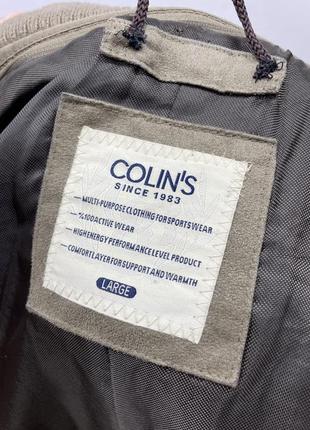 COLIN'S
SINCE 1983
MULTI-PURPOSE CLOTHING FOR SPORTS WEAR
%100 ACTIVE WEAR
HIGH ENERGY PERFORMANCE LEVEL PRODUCT
COMFORT LAYER FOR SUPPORT AND WARMTH
LARGE